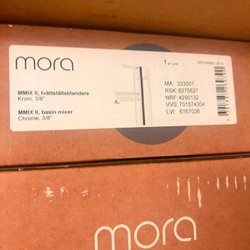 mora
MMIX II, tvättställsblandare
Krom, 3/8"
MMIX II, basin mixer
Chrome, 3/8"
MA: 333001
RSK: 8275827
NRF: 4290132
VVS: 701574304
LVI: 6167036
mora